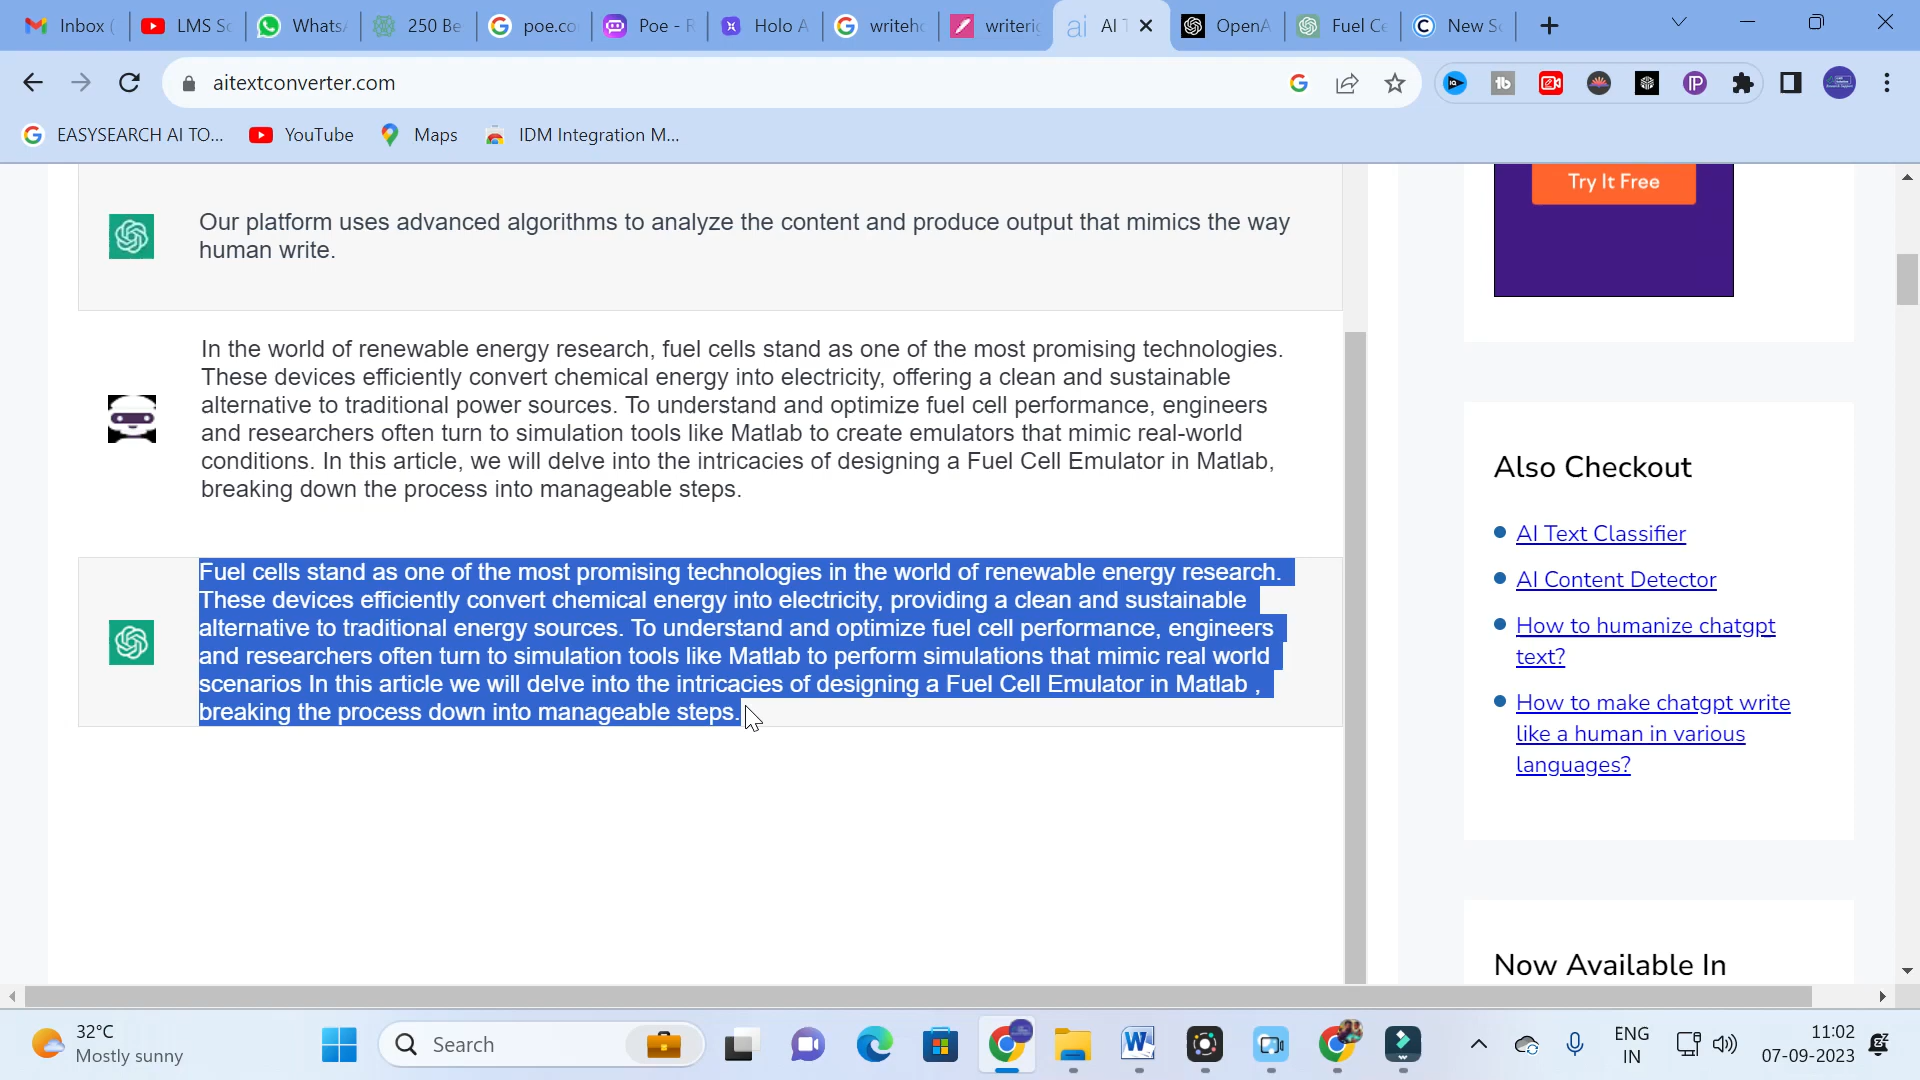 Inbox (
LMS Sc
Whats
250 Be
poe.co
Poe - F
Holo A
writeh
writeri
ai
AI T
OpenA
Fuel Ce
New S
aitextconverter.com
EASYSEARCH AI TO...
YouTube
Maps
IDM Integration M...
Our platform uses advanced algorithms to analyze the content and produce output that mimics the way
human write.
In the world of renewable energy research, fuel cells stand as one of the most promising technologies.
These devices efficiently convert chemical energy into electricity, offering a clean and sustainable
alternative to traditional power sources. To understand and optimize fuel cell performance, engineers
and researchers often turn to simulation tools like Matlab to create emulators that mimic real-world
conditions. In this article, we will delve into the intricacies of designing a Fuel Cell Emulator in Matlab,
breaking down the process into manageable steps.
Fuel cells stand as one of the most promising technologies in the world of renewable energy research.
These devices efficiently convert chemical energy into electricity, providing a clean and sustainable
alternative to traditional energy sources. To understand and optimize fuel cell performance, engineers
and researchers often turn to simulation tools like Matlab to perform simulations that mimic real world
scenarios In this article we will delve into the intricacies of designing a Fuel Cell Emulator in Matlab ,
breaking the process down into manageable steps.
Try It Free
Also Checkout
AI Text Classifier
AI Content Detector
How to humanize chatgpt
text?
How to make chatgpt write
like a human in various
languages?
Now Available In
32°C
Mostly sunny
Search
ENG
IN
11:02
07-09-2023